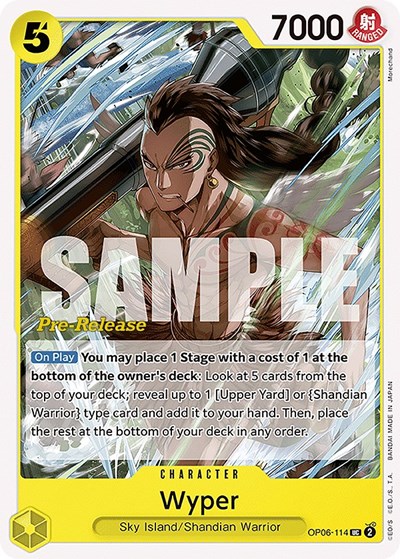 5
7000
射
RANGED
Morechand
SAMPLE
Pre-Release
On Play You may place 1 Stage with a cost of 1 at the
bottom of the owner's deck: Look at 5 cards from the
top of your deck; reveal up to 1 [Upper Yard] or {Shandian
Warrior} type card and add it to your hand. Then, place
the rest at the bottom of your deck in any order.
CHARACTER
Wyper
Sky Island/Shandian Warrior
OP06-114 UC 2
©E.O/S ©E.O./S., T.A. BANDAI MADE IN JAPAN